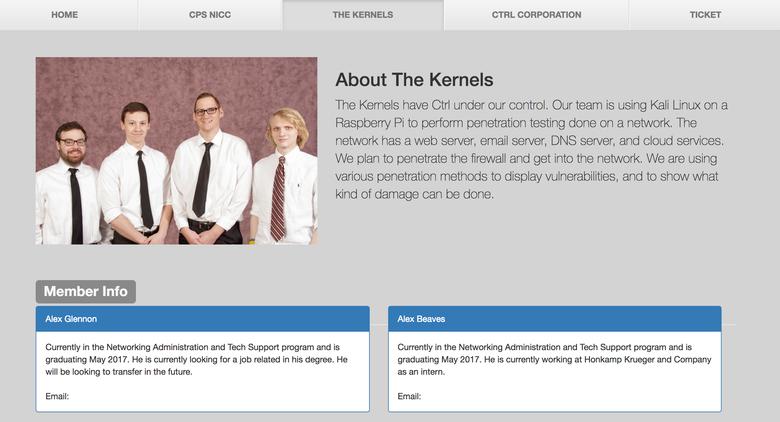 HOME
CPS NICC
THE KERNELS
CTRL CORPORATION
TICKET
About The Kernels
The Kernels have Ctrl under our control. Our team is using Kali Linux on a
Raspberry Pi to perform penetration testing done on a network. The
network has a web server, email server, DNS server, and cloud services.
We plan to penetrate the firewall and get into the network. We are using
various penetration methods to display vulnerabilities, and to show what
kind of damage can be done.
Member Info
Alex Glennon
Currently in the Networking Administration and Tech Support program and is
graduating May 2017. He is currently looking for a job related in his degree. He
will be looking to transfer in the future.
Email:
Alex Beaves
Currently in the Networking Administration and Tech Support program and is
graduating May 2017. He is currently working at Honkamp Krueger and Company
as an intern.
Email: